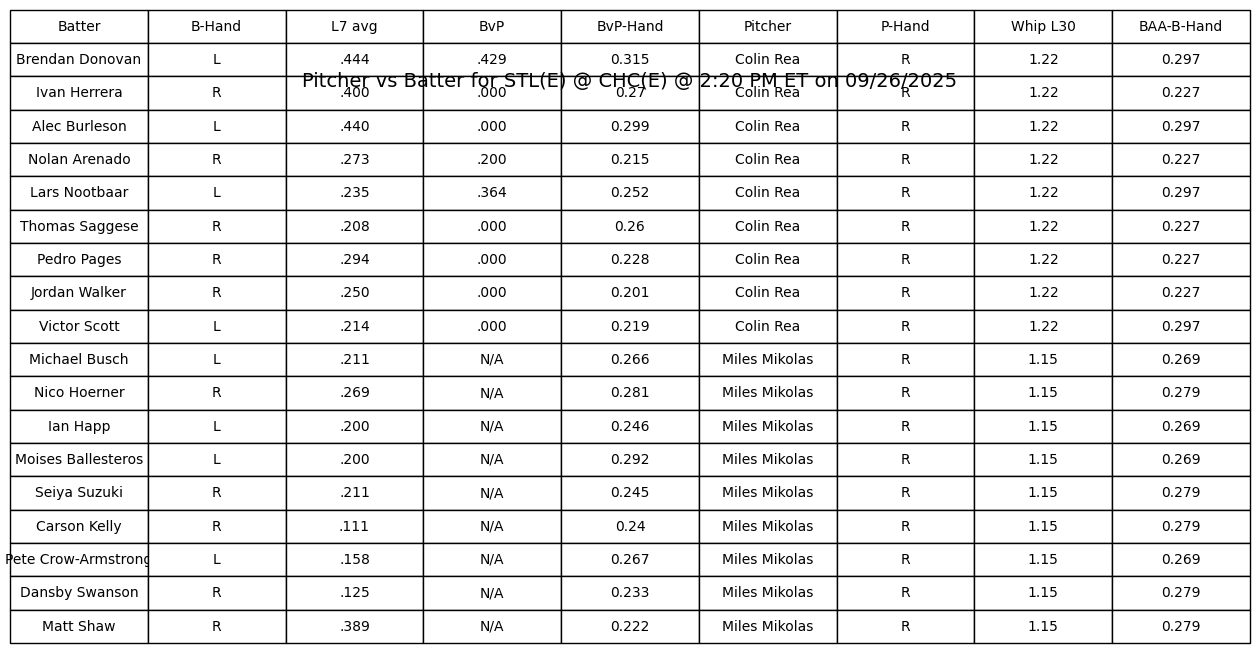 Batter B-Hand L7 avg BvP BvP-Hand Pitcher P-Hand Whip L30 BAA-B-Hand
Brendan Donovan L .444 .429 0.315 Colin Rea R 1.22 0.297
Pitcher vs Batter for STL(E) @ CHC(E) @ 2:20 PM ET on 09/26/2025
Ivan Herrera R .400 .000 0.27 Colin Rea R 1.22 0.227
Alec Burleson L .440 .000 0.299 Colin Rea R 1.22 0.297
Nolan Arenado R .273 .200 0.215 Colin Rea R 1.22 0.227
Lars Nootbaar L .235 .364 0.252 Colin Rea R 1.22 0.297
Thomas Saggese R .208 .000 0.26 Colin Rea R 1.22 0.227
Pedro Pages R .294 .000 0.228 Colin Rea R 1.22 0.227
Jordan Walker R .250 .000 0.201 Colin Rea R 1.22 0.227
Victor Scott L .214 .000 0.219 Colin Rea R 1.22 0.297
Michael Busch L .211 N/A 0.266 Miles Mikolas R 1.15 0.269
Nico Hoerner R .269 N/A 0.281 Miles Mikolas R 1.15 0.279
Ian Happ L .200 N/A 0.246 Miles Mikolas R 1.15 0.269
Moises Ballesteros L .200 N/A 0.292 Miles Mikolas R 1.15 0.269
Seiya Suzuki R .211 N/A 0.245 Miles Mikolas R 1.15 0.279
Carson Kelly R .111 N/A 0.24 Miles Mikolas R 1.15 0.279
Pete Crow-Armstrong L .158 N/A 0.267 Miles Mikolas R 1.15 0.269
Dansby Swanson R .125 N/A 0.233 Miles Mikolas R 1.15 0.279
Matt Shaw R .389 N/A 0.222 Miles Mikolas R 1.15 0.279